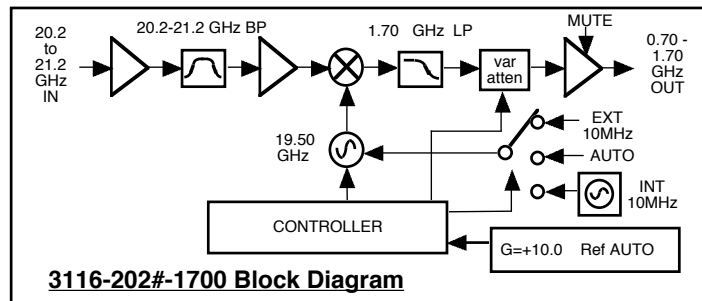 20.2
to
21.2
GHz
IN
20.2-21.2 GHz BP
1.70 GHz LP
var
atten
MUTE
0.70 -
1.70
GHz
OUT
19.50
GHz
EXT
10MHz
AUTO
INT
10MHz
CONTROLLER
G=+10.0 Ref AUTO
3116-202#-1700 Block Diagram